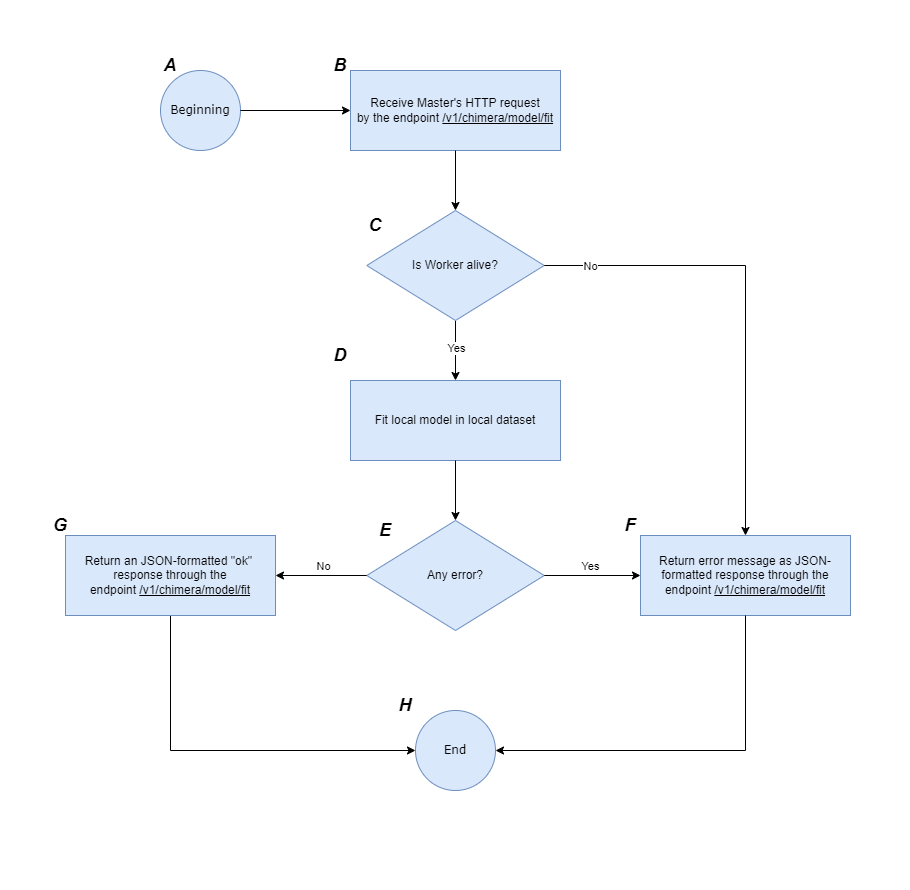 A
Beginning
B
Receive Master's HTTP request
by the endpoint /v1/chimera/model/fit
C
Is Worker alive?
No
Yes
D
Fit local model in local dataset
E
Any error?
No
Yes
G
Return an JSON-formatted "ok"
response through the
endpoint /v1/chimera/model/fit
F
Return error message as JSON-
formatted response through the
endpoint /v1/chimera/model/fit
H
End